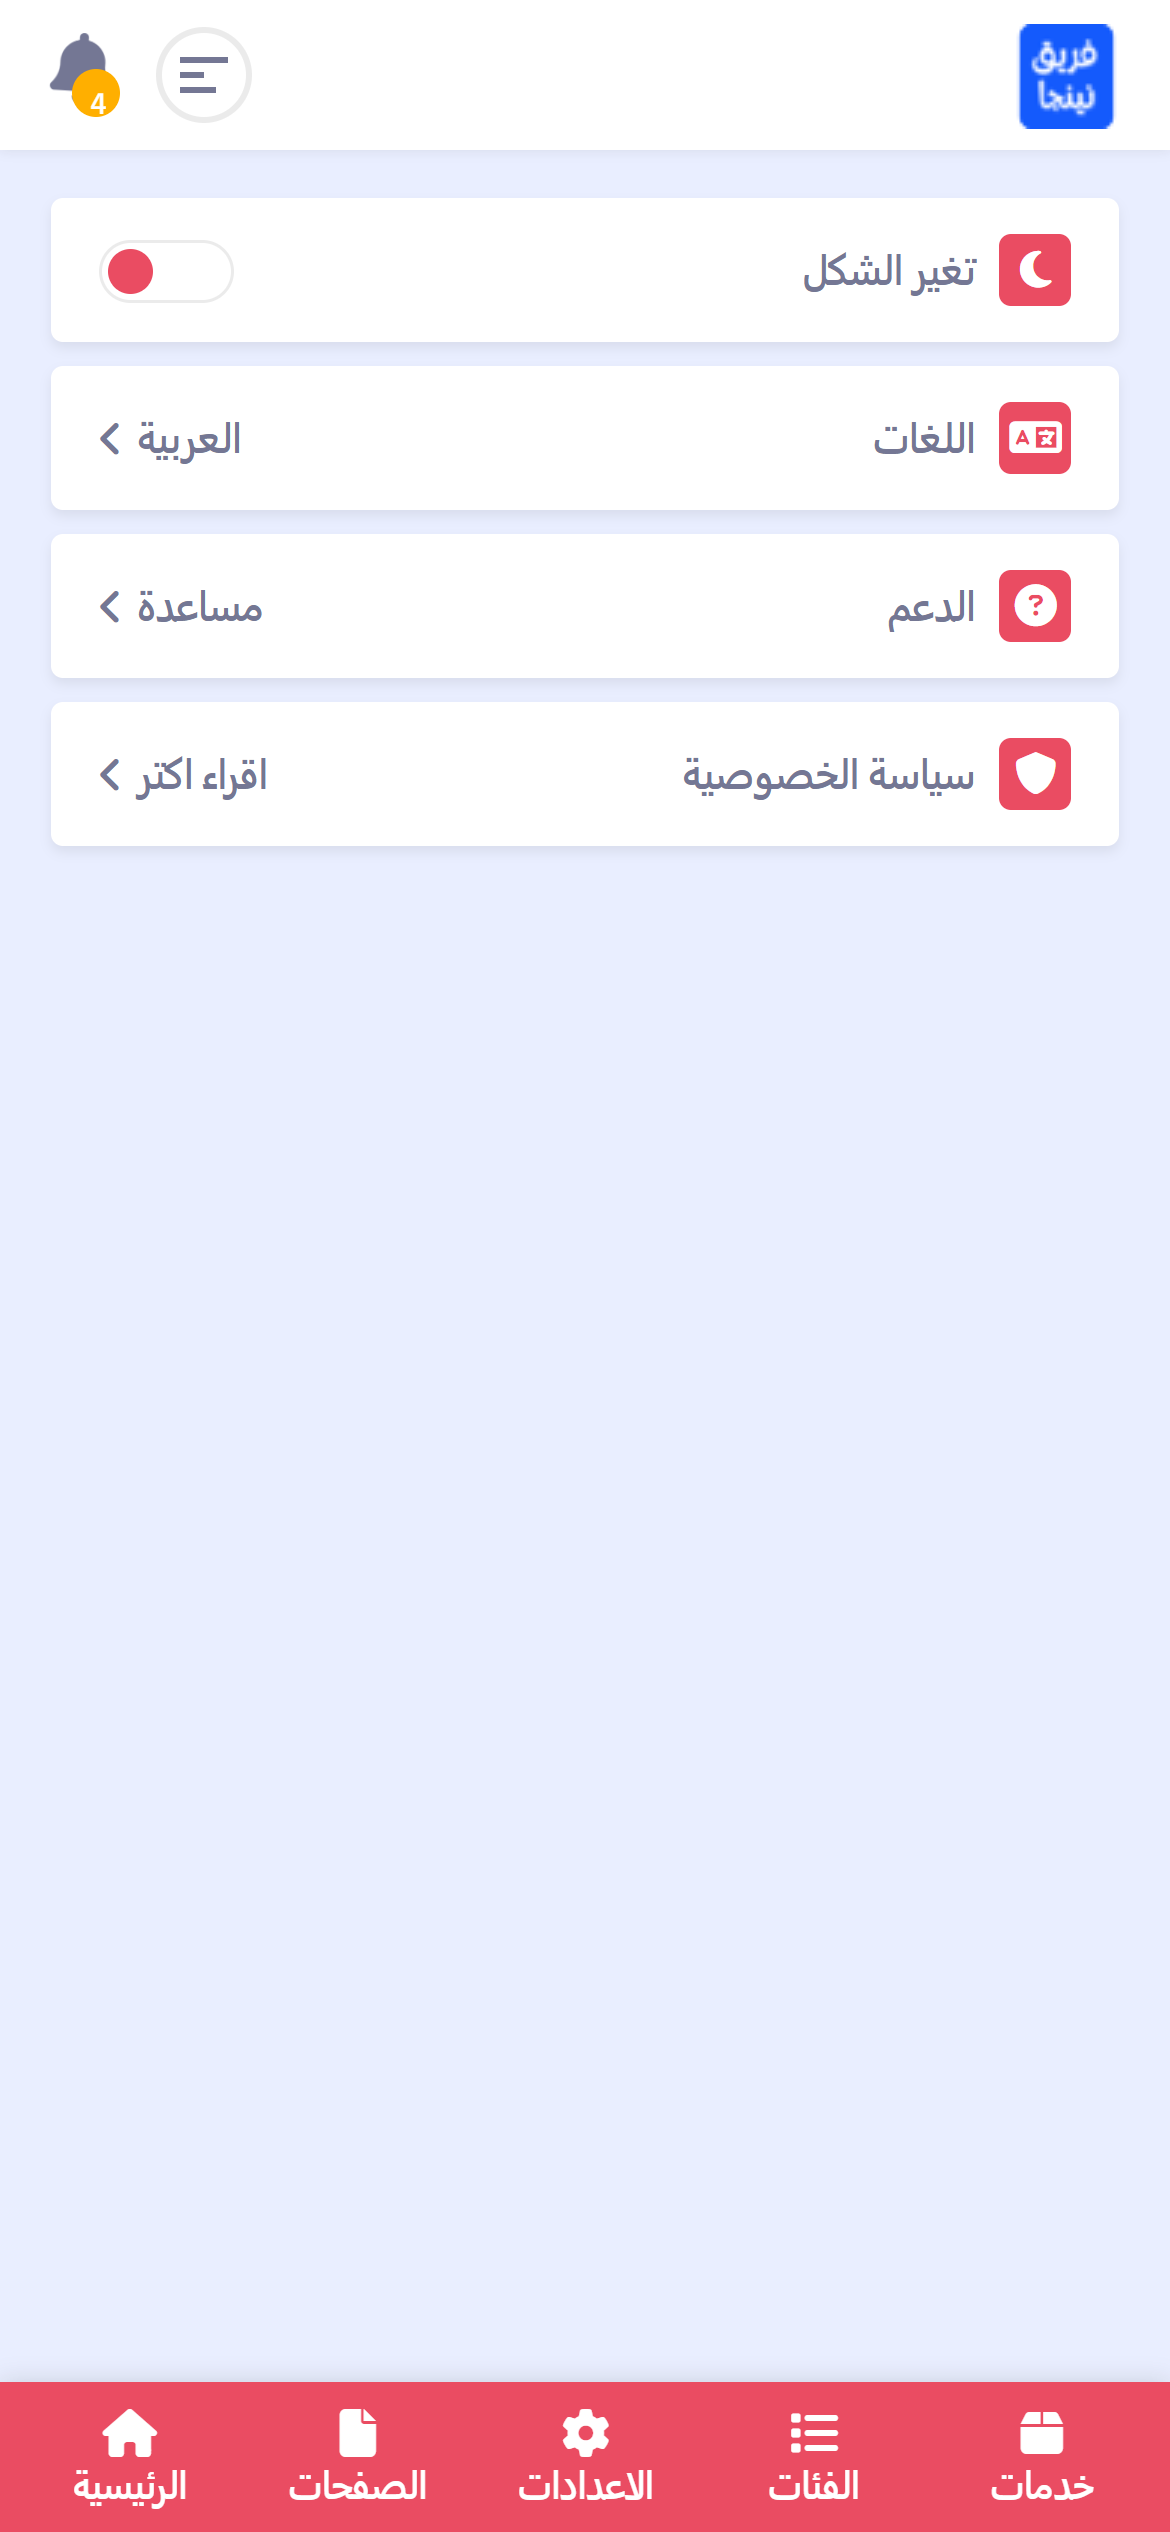 فريق
نينجا
4
تغير الشكل
اللغات
العربية
الدعم
مساعدة
سياسة الخصوصية
اقراء اكتر
خدمات
الفئات
الاعدادات
الصفحات
الرئيسية